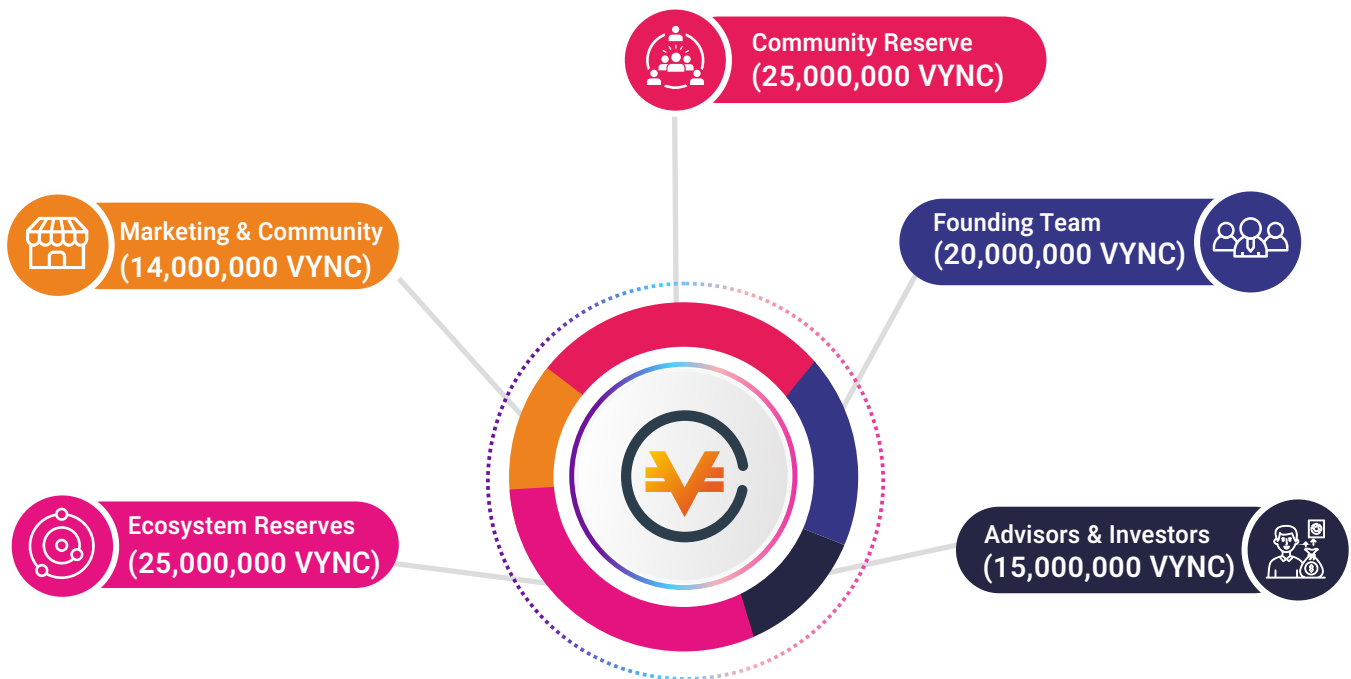 Community Reserve
(25,000,000 VYNC)
Marketing & Community
(14,000,000 VYNC)
Founding Team
(20,000,000 VYNC)
Ecosystem Reserves
(25,000,000 VYNC)
Advisors & Investors
(15,000,000 VYNC)